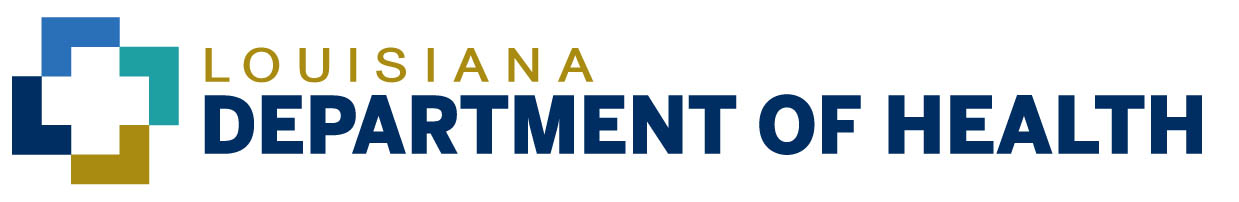 LOUISIANA
DEPARTMENT OF HEALTH